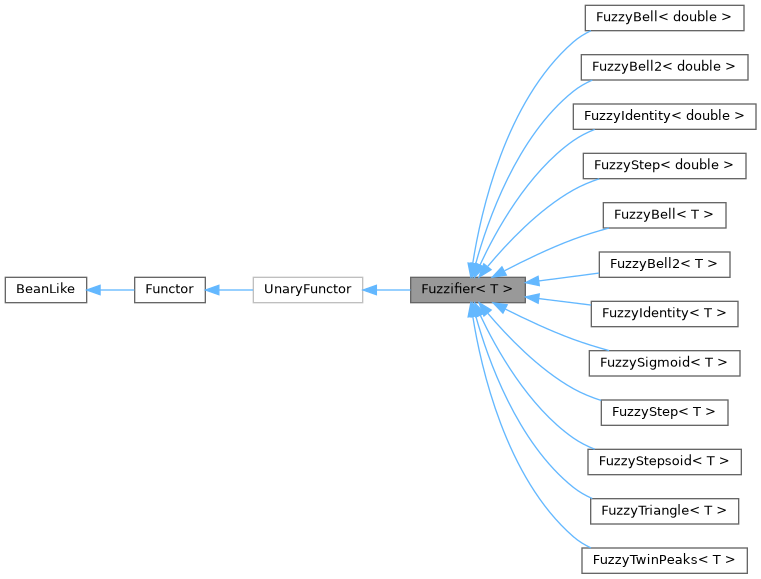 BeanLike
Functor
UnaryFunctor
Fuzzifier< T >
FuzzyBell< double >
FuzzyBell2< double >
FuzzyIdentity< double >
FuzzyStep< double >
FuzzyBell< T >
FuzzyBell2< T >
FuzzyIdentity< T >
FuzzySigmoid< T >
FuzzyStep< T >
FuzzyStepsoid< T >
FuzzyTriangle< T >
FuzzyTwinPeaks< T >